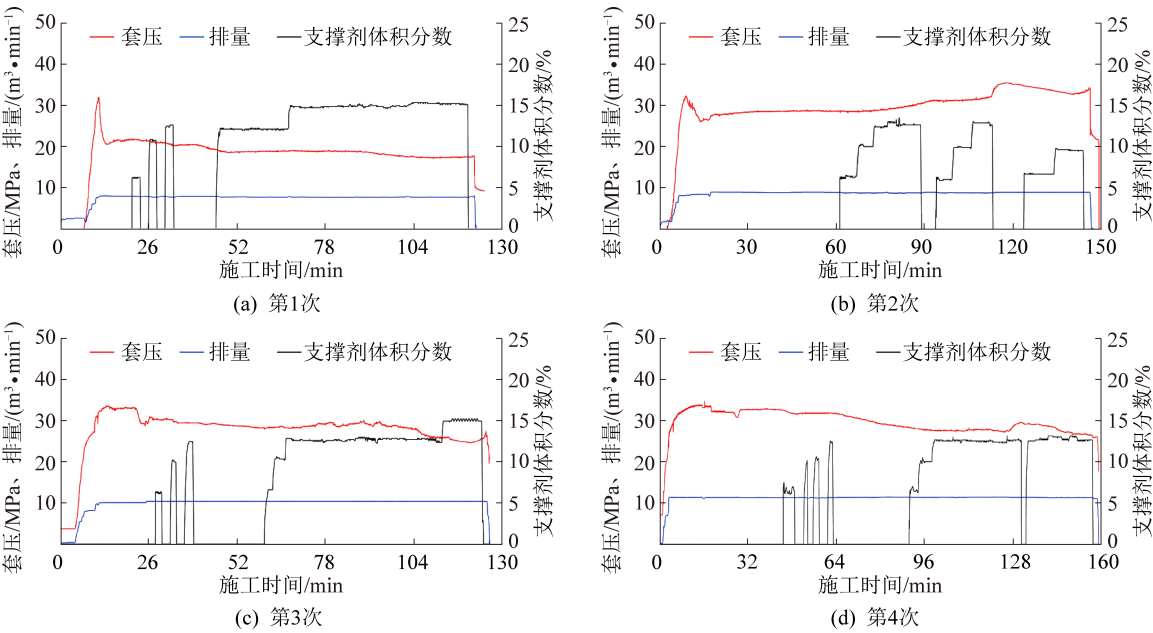 套压/MPa、排量/(m³•min⁻¹)
50
40
30
20
10
套压 排量 支撑剂体积分数
25
20
15
10
5
0
支撑剂体积分数/%
0 26 52 78 104 130
施工时间/min
(a) 第1次
套压/MPa、排量/(m³•min⁻¹)
50
40
30
20
10
套压 排量 支撑剂体积分数
25
20
15
10
5
0
支撑剂体积分数/%
0 30 60 90 120 150
施工时间/min
(b) 第2次
套压/MPa、排量/(m³•min⁻¹)
50
40
30
20
10
套压 排量 支撑剂体积分数
25
20
15
10
5
0
支撑剂体积分数/%
0 26 52 78 104
施工时间/min
(c) 第3次
套压/MPa、排量/(m³•min⁻¹)
50
40
30
20
10
套压 排量 支撑剂体积分数
25
20
15
10
5
0
支撑剂体积分数/%
0 32 64 96 128 160
施工时间/min
(d) 第4次